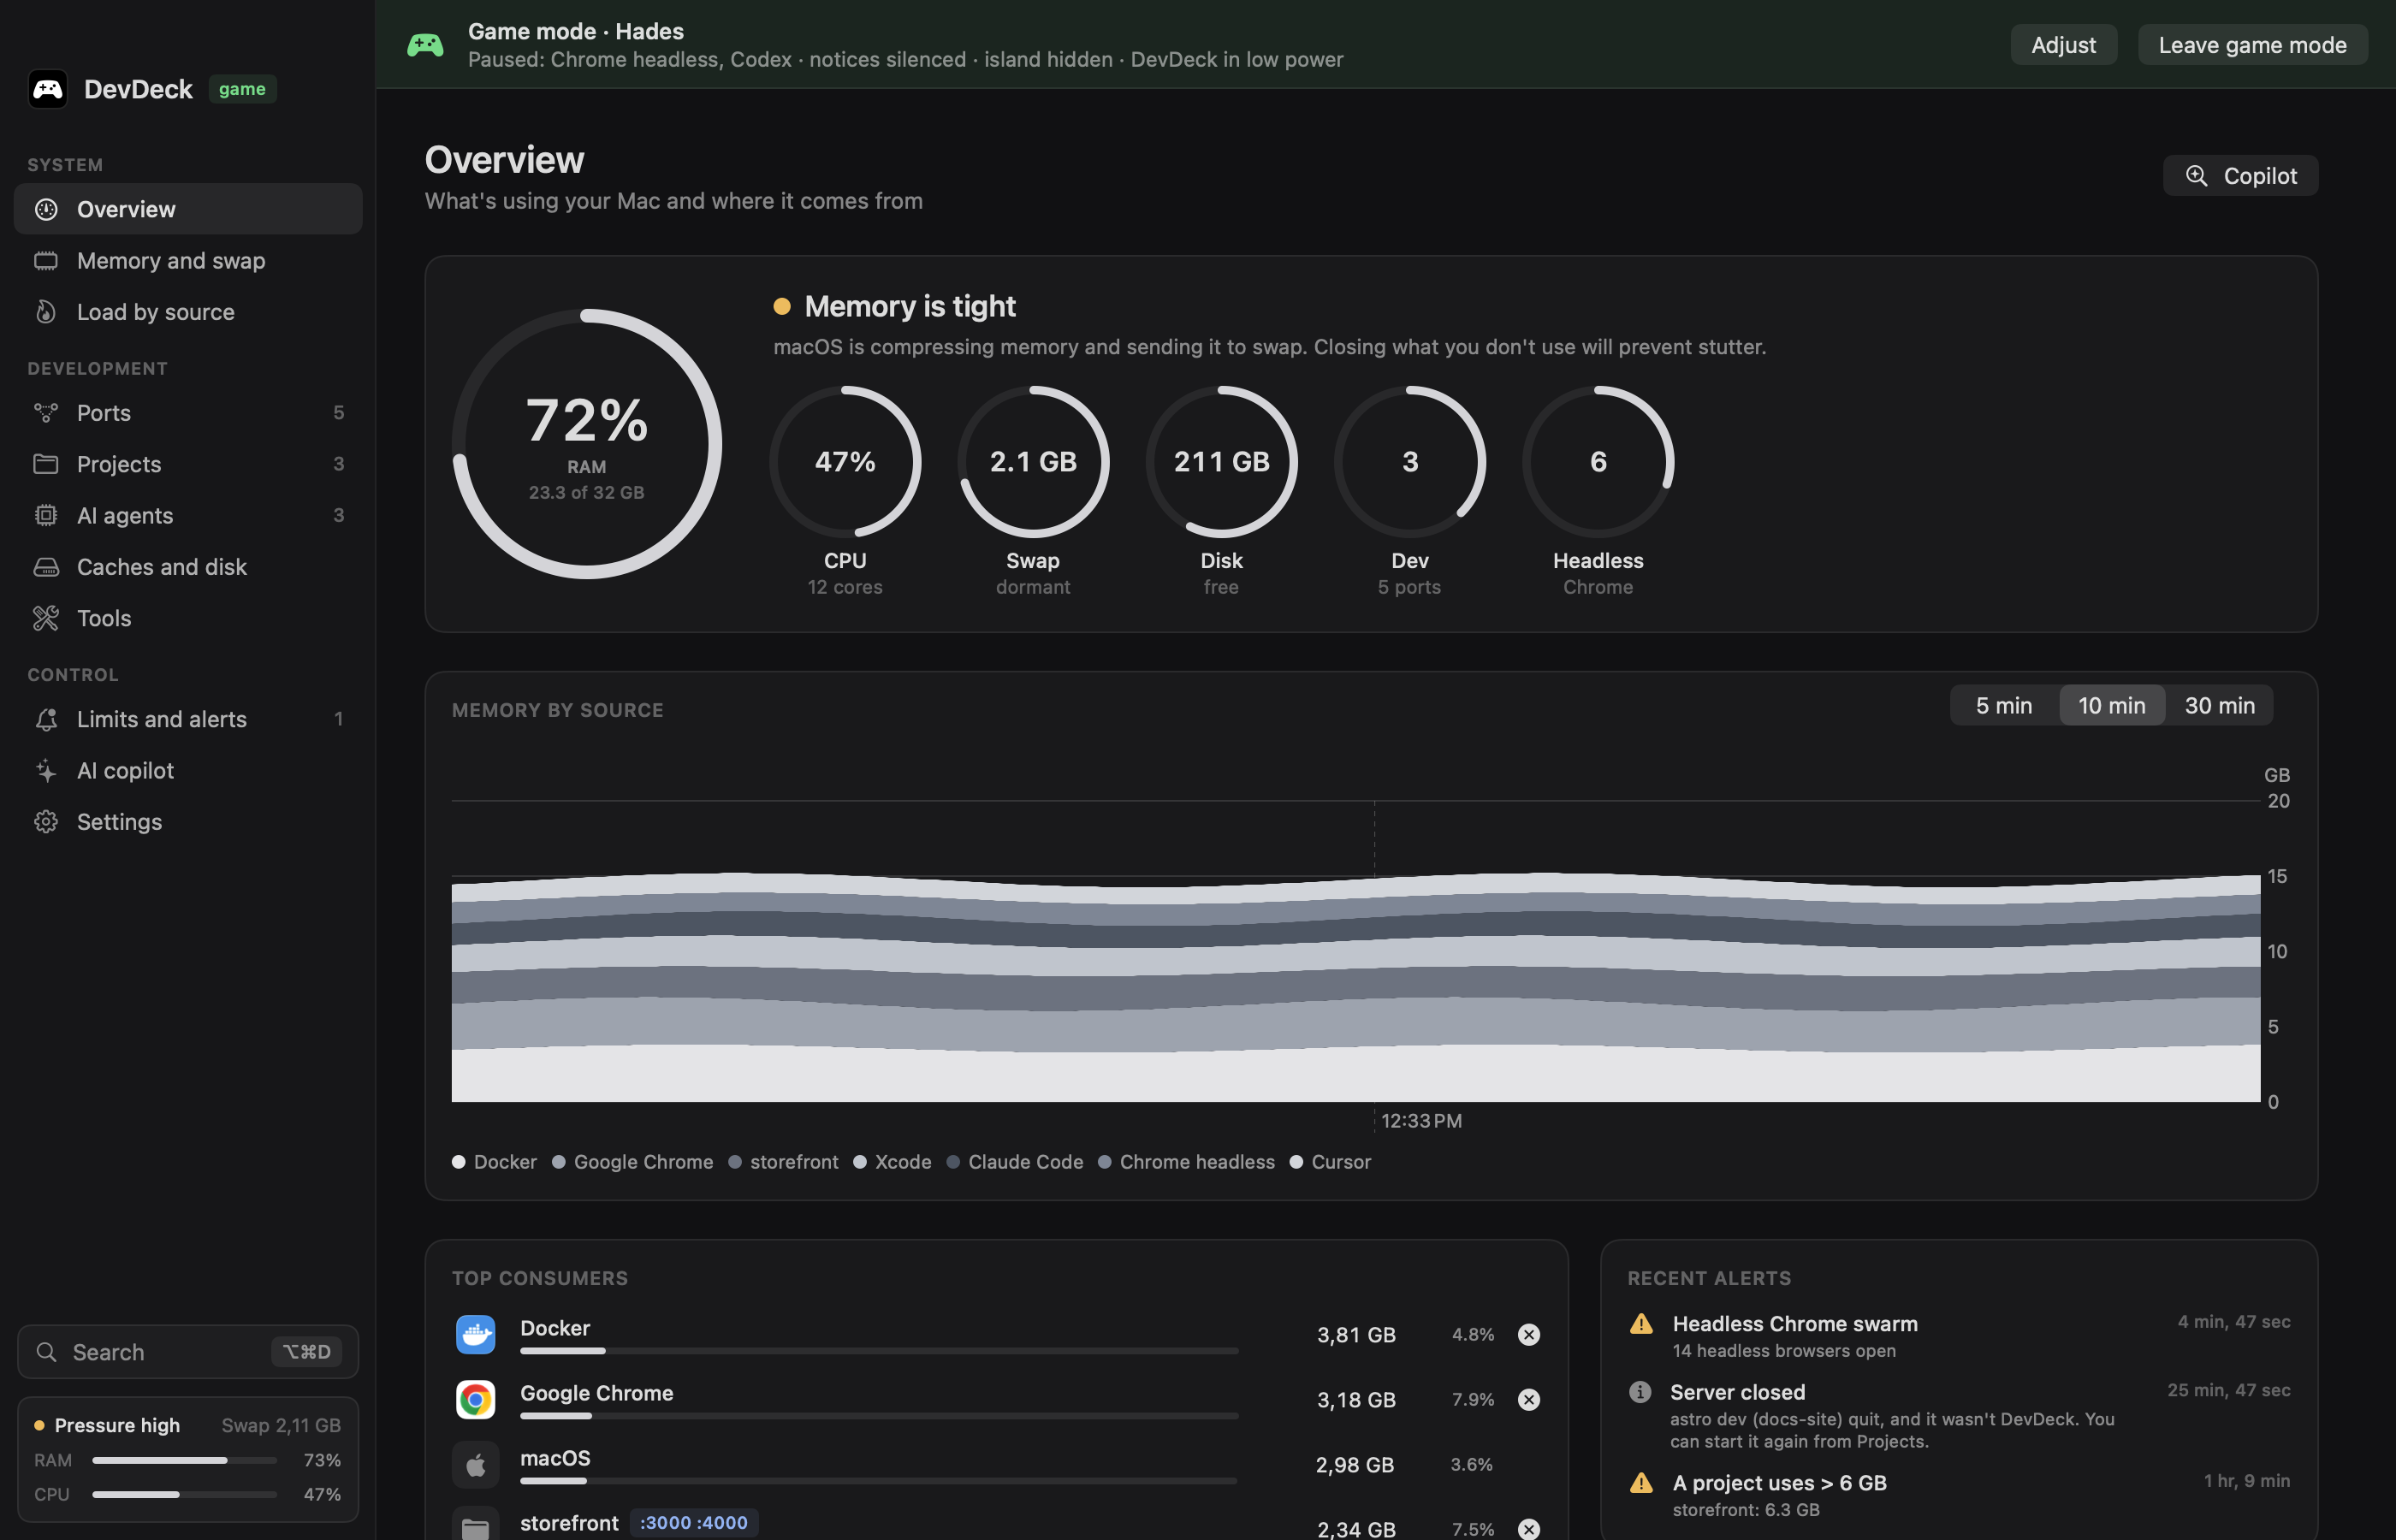 DevDeck game
SYSTEM
Overview
Memory and swap
Load by source
DEVELOPMENT
Ports 5
Projects 3
AI agents 3
Caches and disk
Tools
CONTROL
Limits and alerts 1
AI copilot
Settings
Search ⌥⌘D
Pressure high Swap 2,11 GB
RAM 73%
CPU 47%
Game mode · Hades
Paused: Chrome headless, Codex · notices silenced · island hidden · DevDeck in low power
Adjust
Leave game mode
Overview
What's using your Mac and where it comes from
Copilot
72%
RAM
23.3 of 32 GB
Memory is tight
macOS is compressing memory and sending it to swap. Closing what you don't use will prevent stutter.
47% 2.1 GB 211 GB 3 6
CPU Swap Disk Dev Headless
12 cores dormant free 5 ports Chrome
MEMORY BY SOURCE
5 min 10 min 30 min
GB
20
15
10
5
0
12:33 PM
Docker Google Chrome storefront Xcode Claude Code Chrome headless Cursor
TOP CONSUMERS
Docker 3,81 GB 4.8%
Google Chrome 3,18 GB 7.9%
macOS 2,98 GB 3.6%
storefront :3000 :4000 2,34 GB 7.5%
RECENT ALERTS
Headless Chrome swarm 4 min, 47 sec
14 headless browsers open
Server closed 25 min, 47 sec
astro dev (docs-site) quit, and it wasn't DevDeck. You
can start it again from Projects.
A project uses > 6 GB 1 hr, 9 min
storefront: 6.3 GB